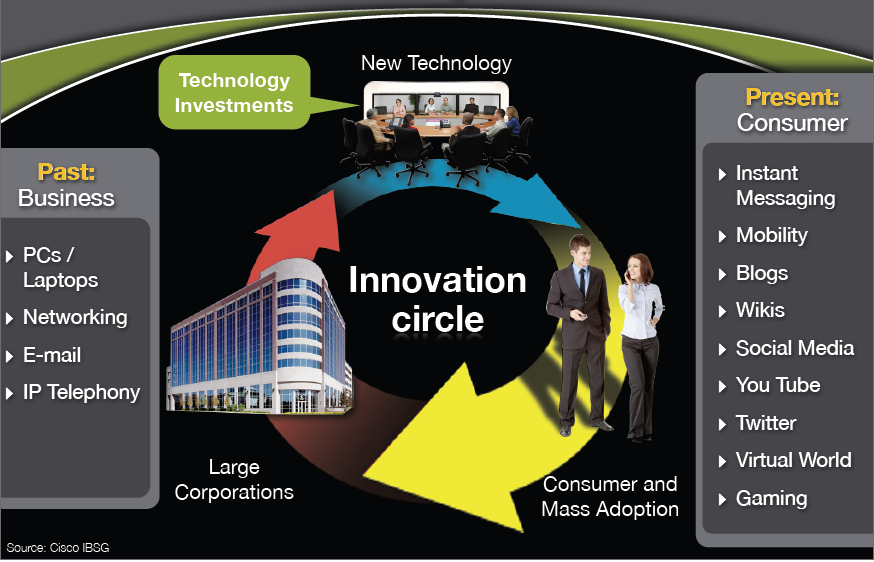 New Technology
Technology
Investments
Past:
Business
PCs /
Laptops
Networking
E-mail
IP Telephony
Innovation
circle
Large
Corporations
Consumer and
Mass Adoption
Present:
Consumer
Instant
Messaging
Mobility
Blogs
Wikis
Social Media
You Tube
Twitter
Virtual World
Gaming
Source: Cisco IBSG